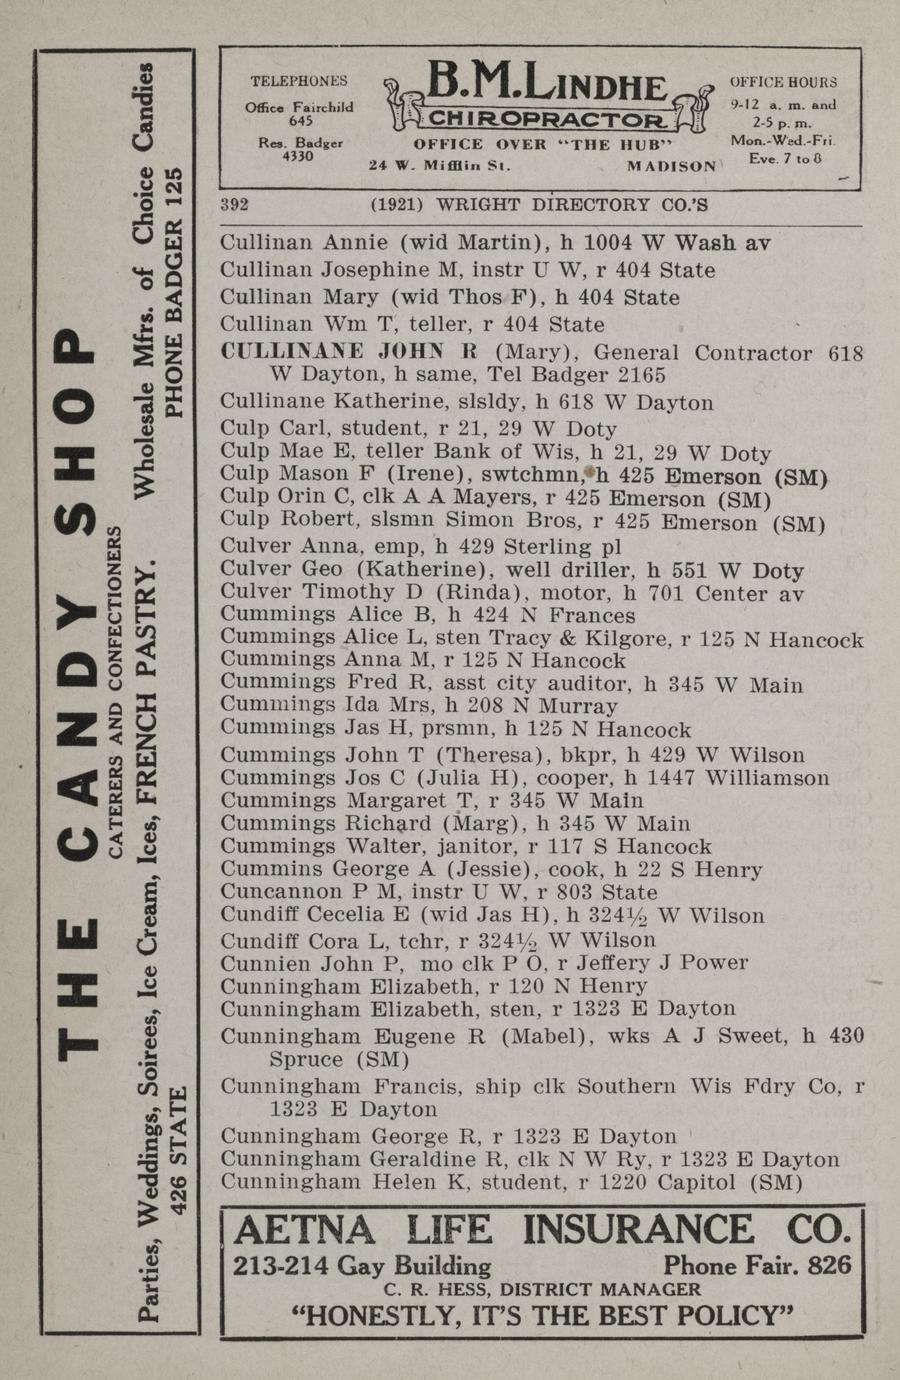 THE CANDY SHOP
CATERERS AND CONFECTIONERS
Parties, Weddings, Soirees, Ice Cream, Ices, FRENCH PASTRY. Wholesale Mfrs. of Choice Candies
426 STATE PHONE BADGER 125
TELEPHONES
Office Fairchild
645
Res. Badger
4330
B.M.LINDHE
CHIROPRACTOR
OFFICE OVER "THE HUB"
24 W. Mifflin St. MADISON
OFFICE HOURS
9-12 a. m. and
2-5 p. m.
Mon.-Wed.-Fri.
Eve. 7 to 8
392 (1921) WRIGHT DIRECTORY CO.'S
Cullinan Annie (wid Martin), h 1004 W Wash av
Cullinan Josephine M, instr U W, r 404 State
Cullinan Mary (wid Thos F), h 404 State
Cullinan Wm T, teller, r 404 State
CULLINANE JOHN R (Mary), General Contractor 618
W Dayton, h same, Tel Badger 2165
Cullinane Katherine, slsldy, h 618 W Dayton
Culp Carl, student, r 21, 29 W Doty
Culp Mae E, teller Bank of Wis, h 21, 29 W Doty
Culp Mason F (Irene), swtchmn, h 425 Emerson (SM)
Culp Orin C, clk A A Mayers, r 425 Emerson (SM)
Culp Robert, slsmn Simon Bros, r 425 Emerson (SM)
Culver Anna, emp, h 429 Sterling pl
Culver Geo (Katherine), well driller, h 551 W Doty
Culver Timothy D (Rinda), motor, h 701 Center av
Cummings Alice B, h 424 N Frances
Cummings Alice L, sten Tracy & Kilgore, r 125 N Hancock
Cummings Anna M, r 125 N Hancock
Cummings Fred R, asst city auditor, h 345 W Main
Cummings Ida Mrs, h 208 N Murray
Cummings Jas H, prsmn, h 125 N Hancock
Cummings John T (Theresa), bkpr, h 429 W Wilson
Cummings Jos C (Julia H), cooper, h 1447 Williamson
Cummings Margaret T, r 345 W Main
Cummings Richard (Marg), h 345 W Main
Cummings Walter, janitor, r 117 S Hancock
Cummins George A (Jessie), cook, h 22 S Henry
Cuncannon P M, instr U W, r 803 State
Cundiff Cecelia E (wid Jas H), h 324½ W Wilson
Cundiff Cora L, tchr, r 324½ W Wilson
Cunnien John P, mo clk P O, r Jeffery J Power
Cunningham Elizabeth, r 120 N Henry
Cunningham Elizabeth, sten, r 1323 E Dayton
Cunningham Eugene R (Mabel), wks A J Sweet, h 430
Spruce (SM)
Cunningham Francis, ship clk Southern Wis Fdry Co, r
1323 E Dayton
Cunningham George R, r 1323 E Dayton
Cunningham Geraldine R, clk N W Ry, r 1323 E Dayton
Cunningham Helen K, student, r 1220 Capitol (SM)
AETNA LIFE INSURANCE CO.
213-214 Gay Building Phone Fair. 826
C. R. HESS, DISTRICT MANAGER
"HONESTLY, IT'S THE BEST POLICY"